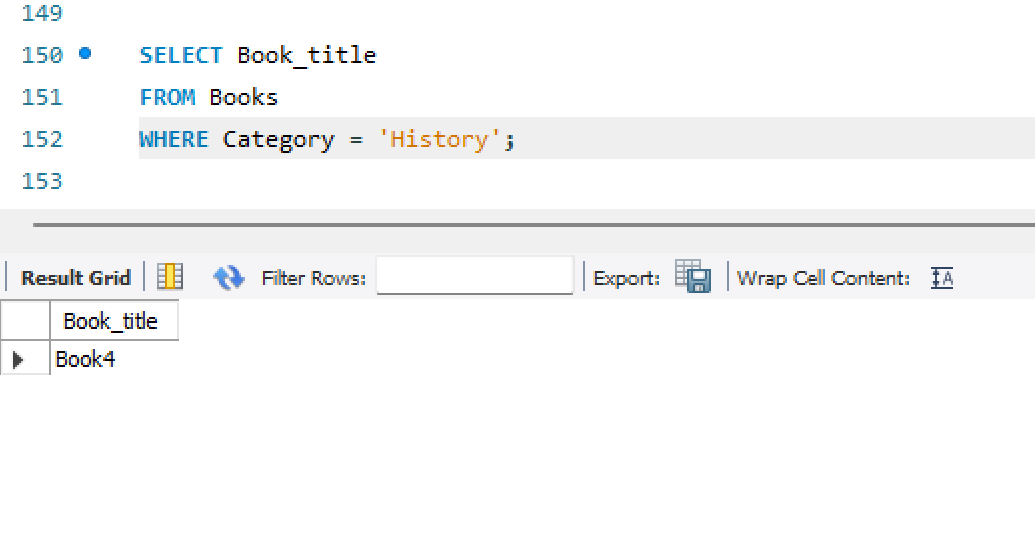 149
150 SELECT Book_title
151 FROM Books
152 WHERE Category = 'History';
153
Result Grid Filter Rows: Export: Wrap Cell Content: A
Book_title
Book4